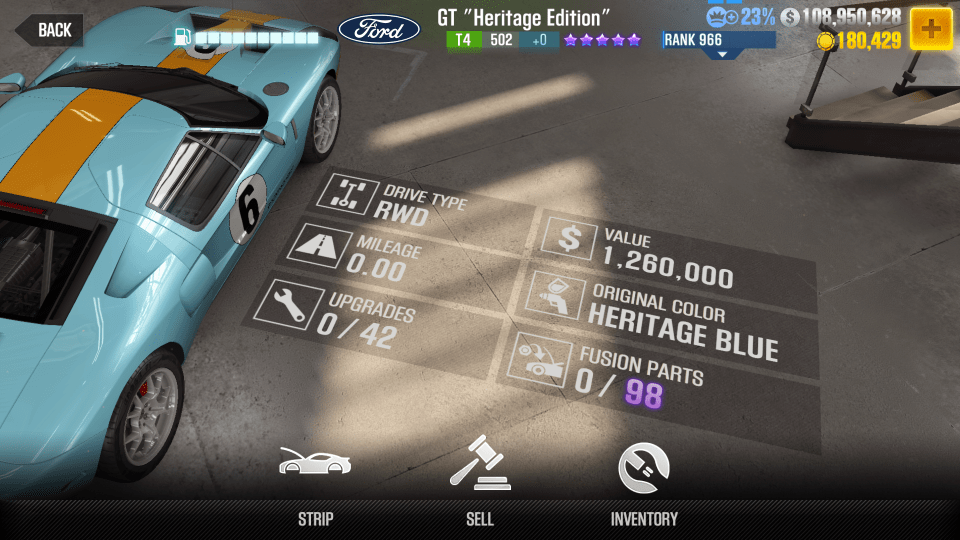 BACK
Ford
GT "Heritage Edition"
T4 502 +0
23%
108,950,628
RANK 966
180,429
6
DRIVE TYPE
RWD
MILEAGE
0.00
UPGRADES
0/42
VALUE
1,260,000
ORIGINAL COLOR
HERITAGE BLUE
FUSION PARTS
0/98
STRIP
SELL
INVENTORY